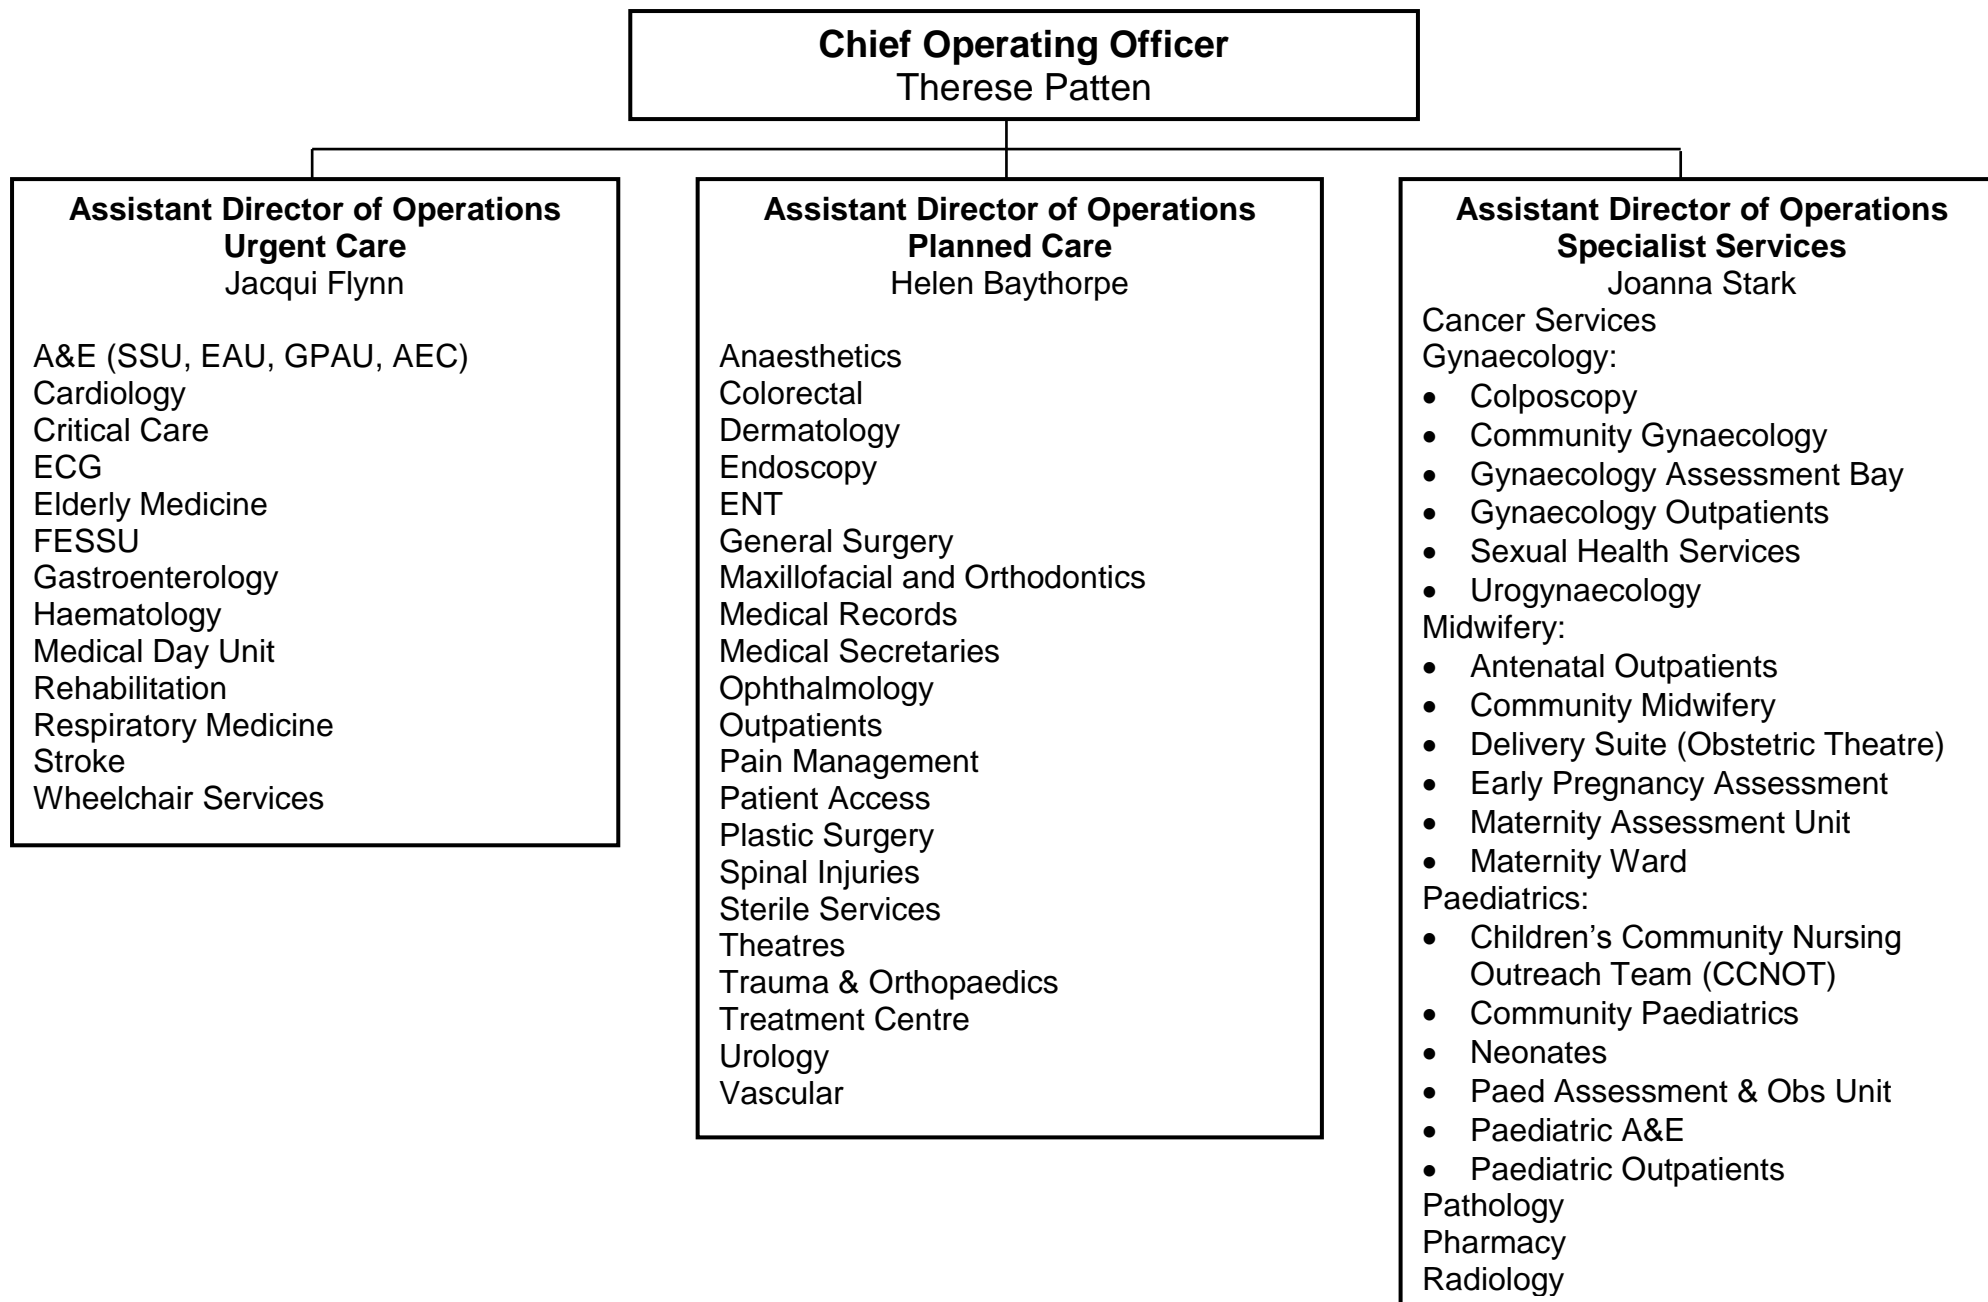 Chief Operating Officer
Therese Patten
Assistant Director of Operations
Urgent Care
Jacqui Flynn
A&E (SSU, EAU, GPAU, AEC)
Cardiology
Critical Care
ECG
Elderly Medicine
FESSU
Gastroenterology
Haematology
Medical Day Unit
Rehabilitation
Respiratory Medicine
Stroke
Wheelchair Services
Assistant Director of Operations
Planned Care
Helen Baythorpe
Anaesthetics
Colorectal
Dermatology
Endoscopy
ENT
General Surgery
Maxillofacial and Orthodontics
Medical Records
Medical Secretaries
Ophthalmology
Outpatients
Pain Management
Patient Access
Plastic Surgery
Spinal Injuries
Sterile Services
Theatres
Trauma & Orthopaedics
Treatment Centre
Urology
Vascular
Assistant Director of Operations
Specialist Services
Joanna Stark
Cancer Services
Gynaecology:
• Colposcopy
• Community Gynaecology
• Gynaecology Assessment Bay
• Gynaecology Outpatients
• Sexual Health Services
• Urogynaecology
Midwifery:
• Antenatal Outpatients
• Community Midwifery
• Delivery Suite (Obstetric Theatre)
• Early Pregnancy Assessment
• Maternity Assessment Unit
• Maternity Ward
Paediatrics:
• Children’s Community Nursing
Outreach Team (CCNOT)
• Community Paediatrics
• Neonates
• Paed Assessment & Obs Unit
• Paediatric A&E
• Paediatric Outpatients
Pathology
Pharmacy
Radiology